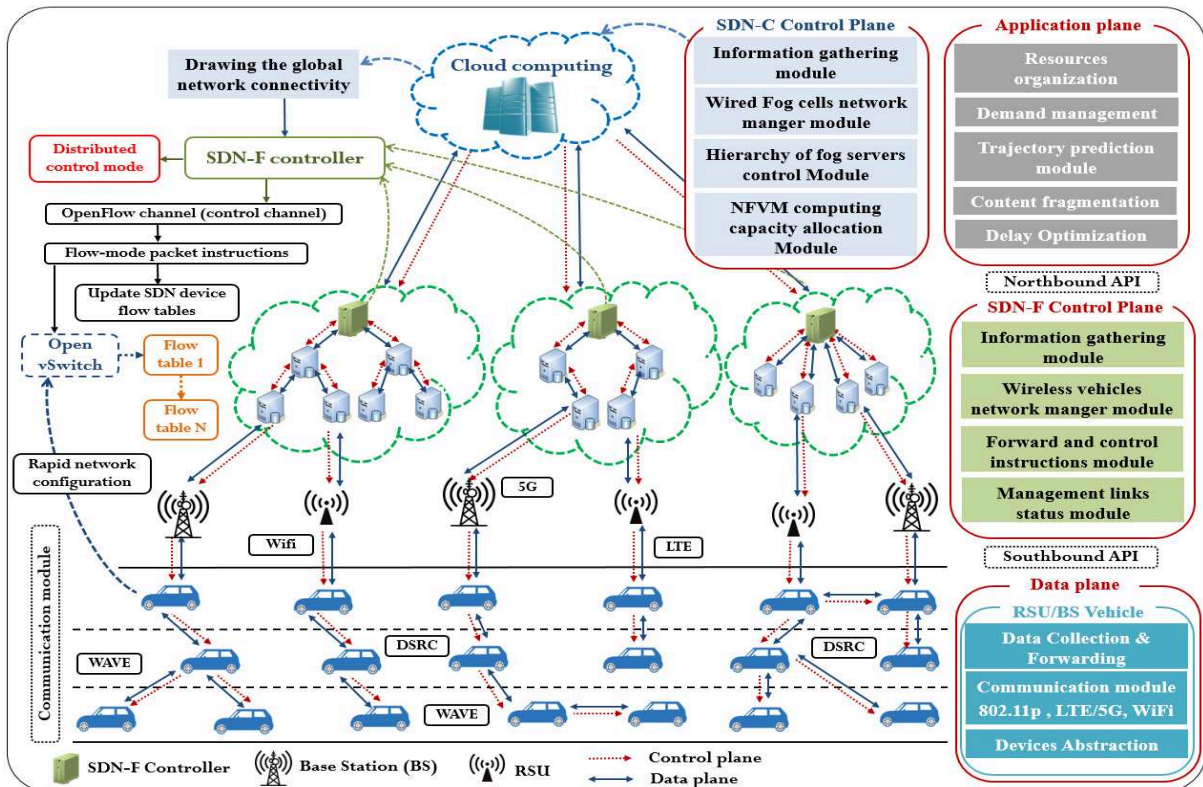 Drawing the global
network connectivity
Cloud computing
Distributed
control mode
SDN-F controller
OpenFlow channel (control channel)
Flow-mode packet instructions
Update SDN device
flow tables
Open
vSwitch
Flow
table 1
Flow
table N
Rapid network
configuration
SDN-C Control Plane
Information gathering
module
Wired Fog cells network
manger module
Hierarchy of fog servers
control Module
NFVM computing
capacity allocation
Module
Application plane
Resources
organization
Demand management
Trajectory prediction
module
Content fragmentation
Delay Optimization
Northbound API
SDN-F Control Plane
Information gathering
module
Wireless vehicles
network manger module
Forward and control
instructions module
Management links
status module
Southbound API
Data plane
RSU/BS Vehicle
Data Collection &
Forwarding
Communication module
802.11p , LTE/5G, WiFi
Devices Abstraction
5G
Wifi
LTE
Communication module
WAVE
DSRC
DSRC
WAVE
SDN-F Controller
Base Station (BS)
RSU
Control plane
Data plane